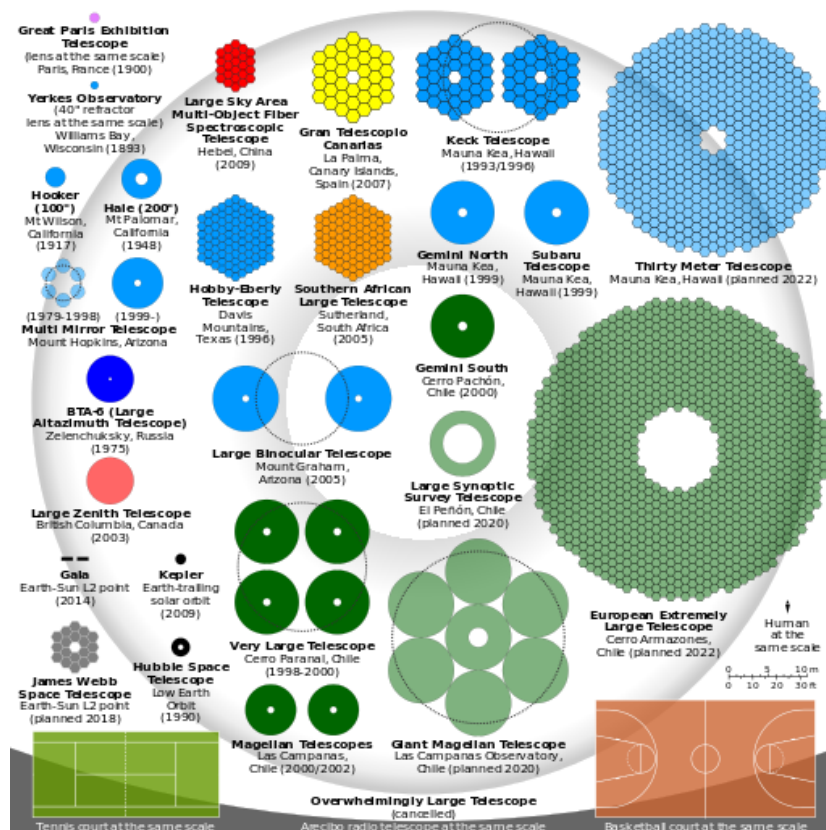 Great Paris Exhibition
Telescope
(lens at the same scale)
Paris, France (1900)
Yerkes Observatory
(40" refractor
lens at the same scale)
Williams Bay,
Wisconsin (1893)
Hooker
(100")
Mt Wilson,
California
(1917)
Hale (200")
Mt Palomar,
California
(1948)
(1979-1998)
(1999-)
Multi Mirror Telescope
Mount Hopkins, Arizona
BTA-6 (Large
Altazimuth Telescope)
Zelenchuksky, Russia
(1975)
Large Zenith Telescope
British Columbia, Canada
(2003)
Gaia
Earth-Sun L2 point
(2014)
Kepler
Earth-trailing
solar orbit
(2009)
James Webb
Space Telescope
Earth-Sun L2 point
(planned 2018)
Hubble Space
Telescope
Low Earth
Orbit
(1990)
Large Sky Area
Multi-Object Fiber
Spectroscopic
Telescope
Hebei, China
(2009)
Gran Telescopio
Canarias
La Palma,
Canary Islands,
Spain (2007)
Keck Telescope
Mauna Kea, Hawaii
(1993/1996)
Hobby-Eberly
Telescope
Davis
Mountains,
Texas (1996)
Southern African
Large Telescope
Sutherland,
South Africa
(2005)
Gemini North
Mauna Kea,
Hawaii (1999)
Subaru
Telescope
Mauna Kea,
Hawaii (1999)
Thirty Meter Telescope
Mauna Kea, Hawaii (planned 2022)
Gemini South
Cerro Pachón,
Chile (2000)
Large Binocular Telescope
Mount Graham,
Arizona (2005)
Large Synoptic
Survey Telescope
El Peñón, Chile
(planned 2020)
Very Large Telescope
Cerro Paranal, Chile
(1998-2000)
Magellan Telescopes
Las Campanas,
Chile (2000/2002)
Giant Magellan Telescope
Las Campanas Observatory,
Chile (planned 2020)
European Extremely
Large Telescope
Cerro Armazones,
Chile (planned 2022)
Human
at the
same scale
0 5 10 m
0 10 20 30 ft
Overwhelmingly Large Telescope
(cancelled)
Tennis court at the same scale
Arecibo radio telescope at the same scale
Basketball court at the same scale